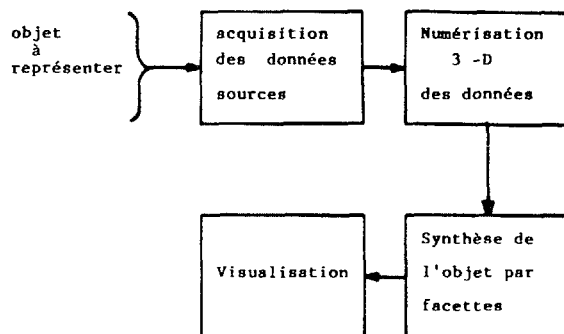 objet
à
représenter
acquisition
des données
sources
Numérisation
3 -D
des données
Synthèse de
l'objet par
facettes
Visualisation